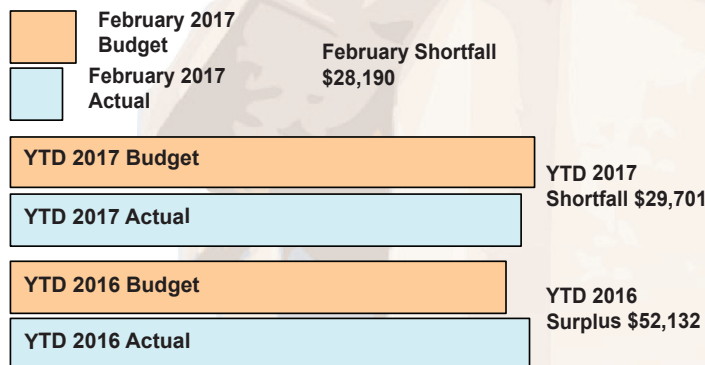 February 2017
Budget
February 2017
Actual
February Shortfall
$28,190
YTD 2017 Budget
YTD 2017 Actual
YTD 2017
Shortfall $29,701
YTD 2016 Budget
YTD 2016 Actual
YTD 2016
Surplus $52,132